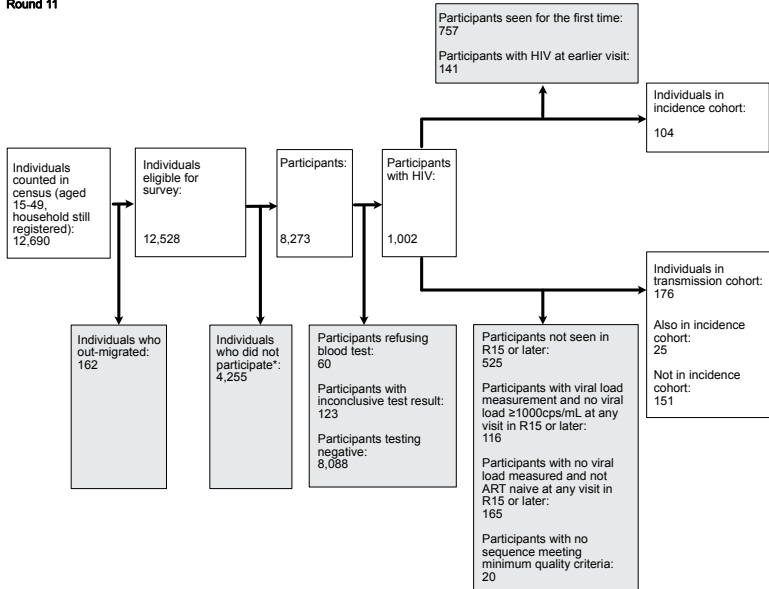 Round 11
Participants seen for the first time:
757
Participants with HIV at earlier visit:
141
Individuals in
incidence cohort:
104
Individuals
counted in
census (aged
15-49,
household still
registered):
12,690
Individuals
eligible for
survey:
12,528
Participants:
8,273
Participants
with HIV:
1,002
Individuals in
transmission cohort:
176
Also in incidence
cohort:
25
Not in incidence
cohort:
151
Individuals who
out-migrated:
162
Individuals
who did not
participate*:
4,255
Participants refusing
blood test:
60
Participants with
inconclusive test result:
123
Participants testing
negative:
8,088
Participants not seen in
R15 or later:
525
Participants with viral load
measurement and no viral
load ≥1000cps/mL at any
visit in R15 or later:
116
Participants with no viral
load measured and not
ART naive at any visit in
R15 or later:
165
Participants with no
sequence meeting
minimum quality criteria:
20